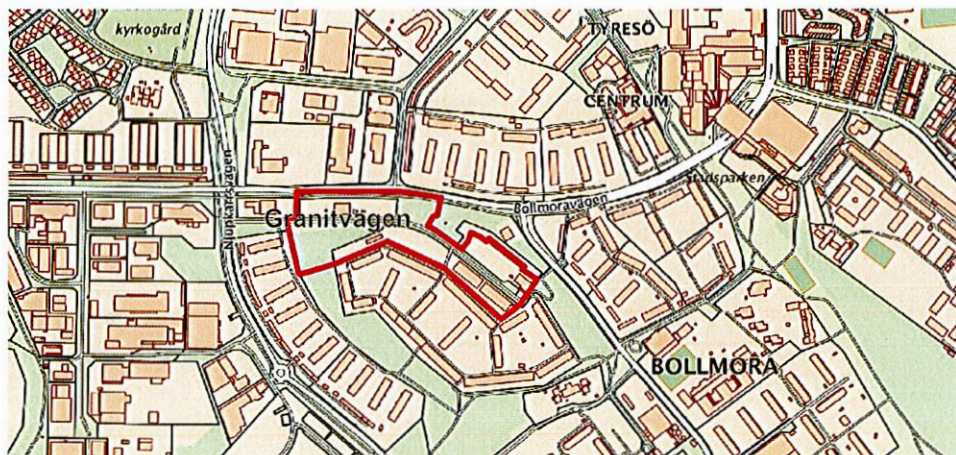 kyrkogård
TYRESÖ
CENTRUM
Njupkärrsvägen
Stadsparken
Bollmoravägen
Granitvägen
BOLLMORA